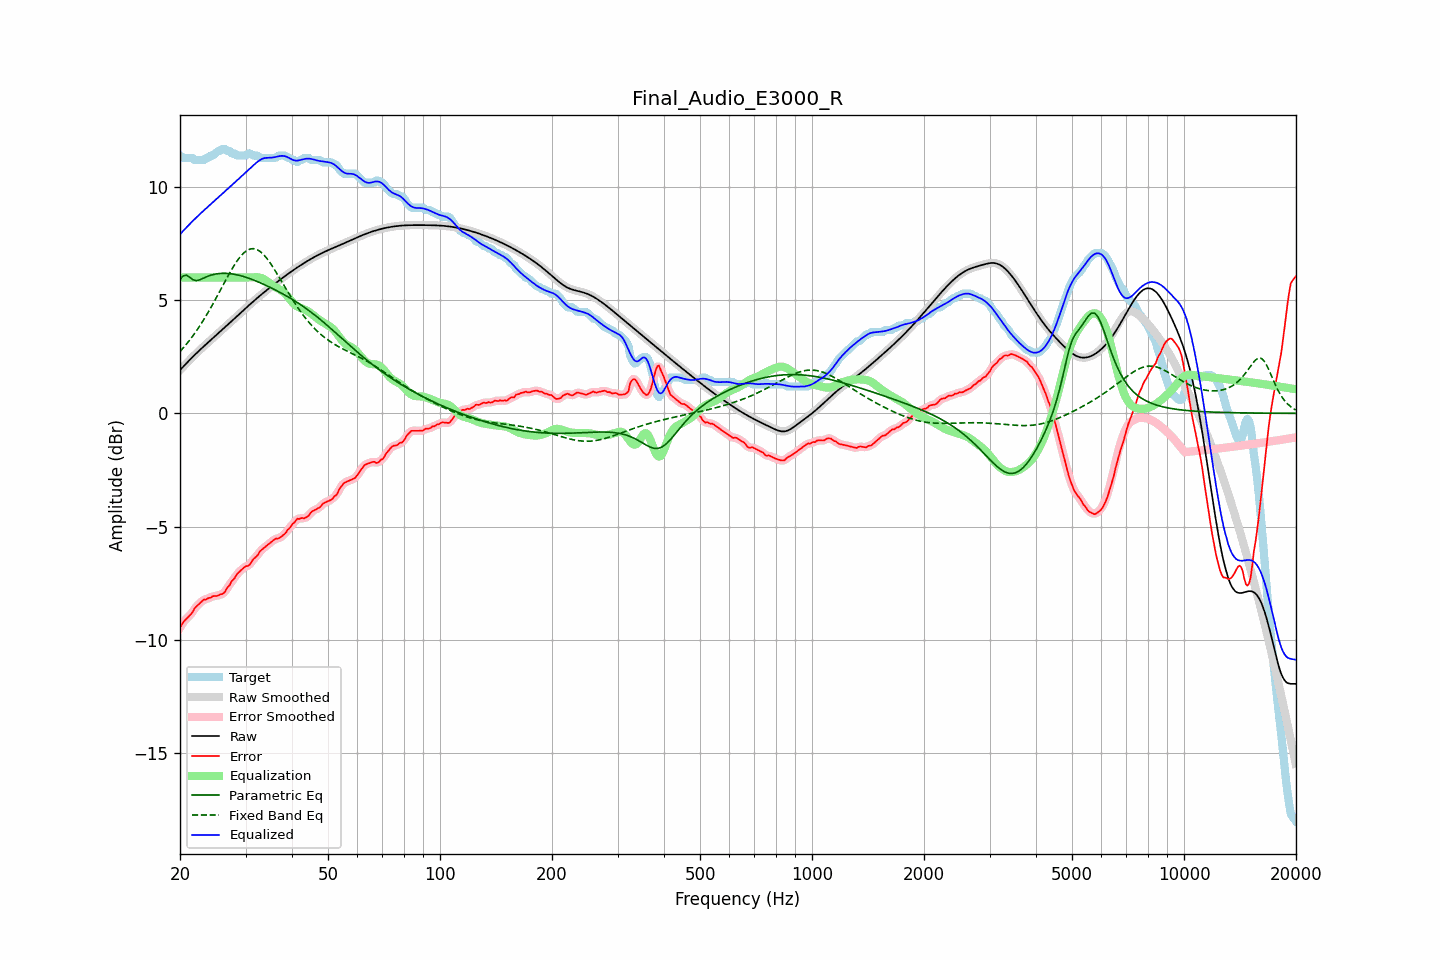 Final_Audio_E3000_R
Amplitude (dBr)
10
5
0
−5
−10
−15
Target
Raw Smoothed
Error Smoothed
Raw
Error
Equalization
Parametric Eq
Fixed Band Eq
Equalized
20 50 100 200 500 1000 2000 5000 10000 20000
Frequency (Hz)